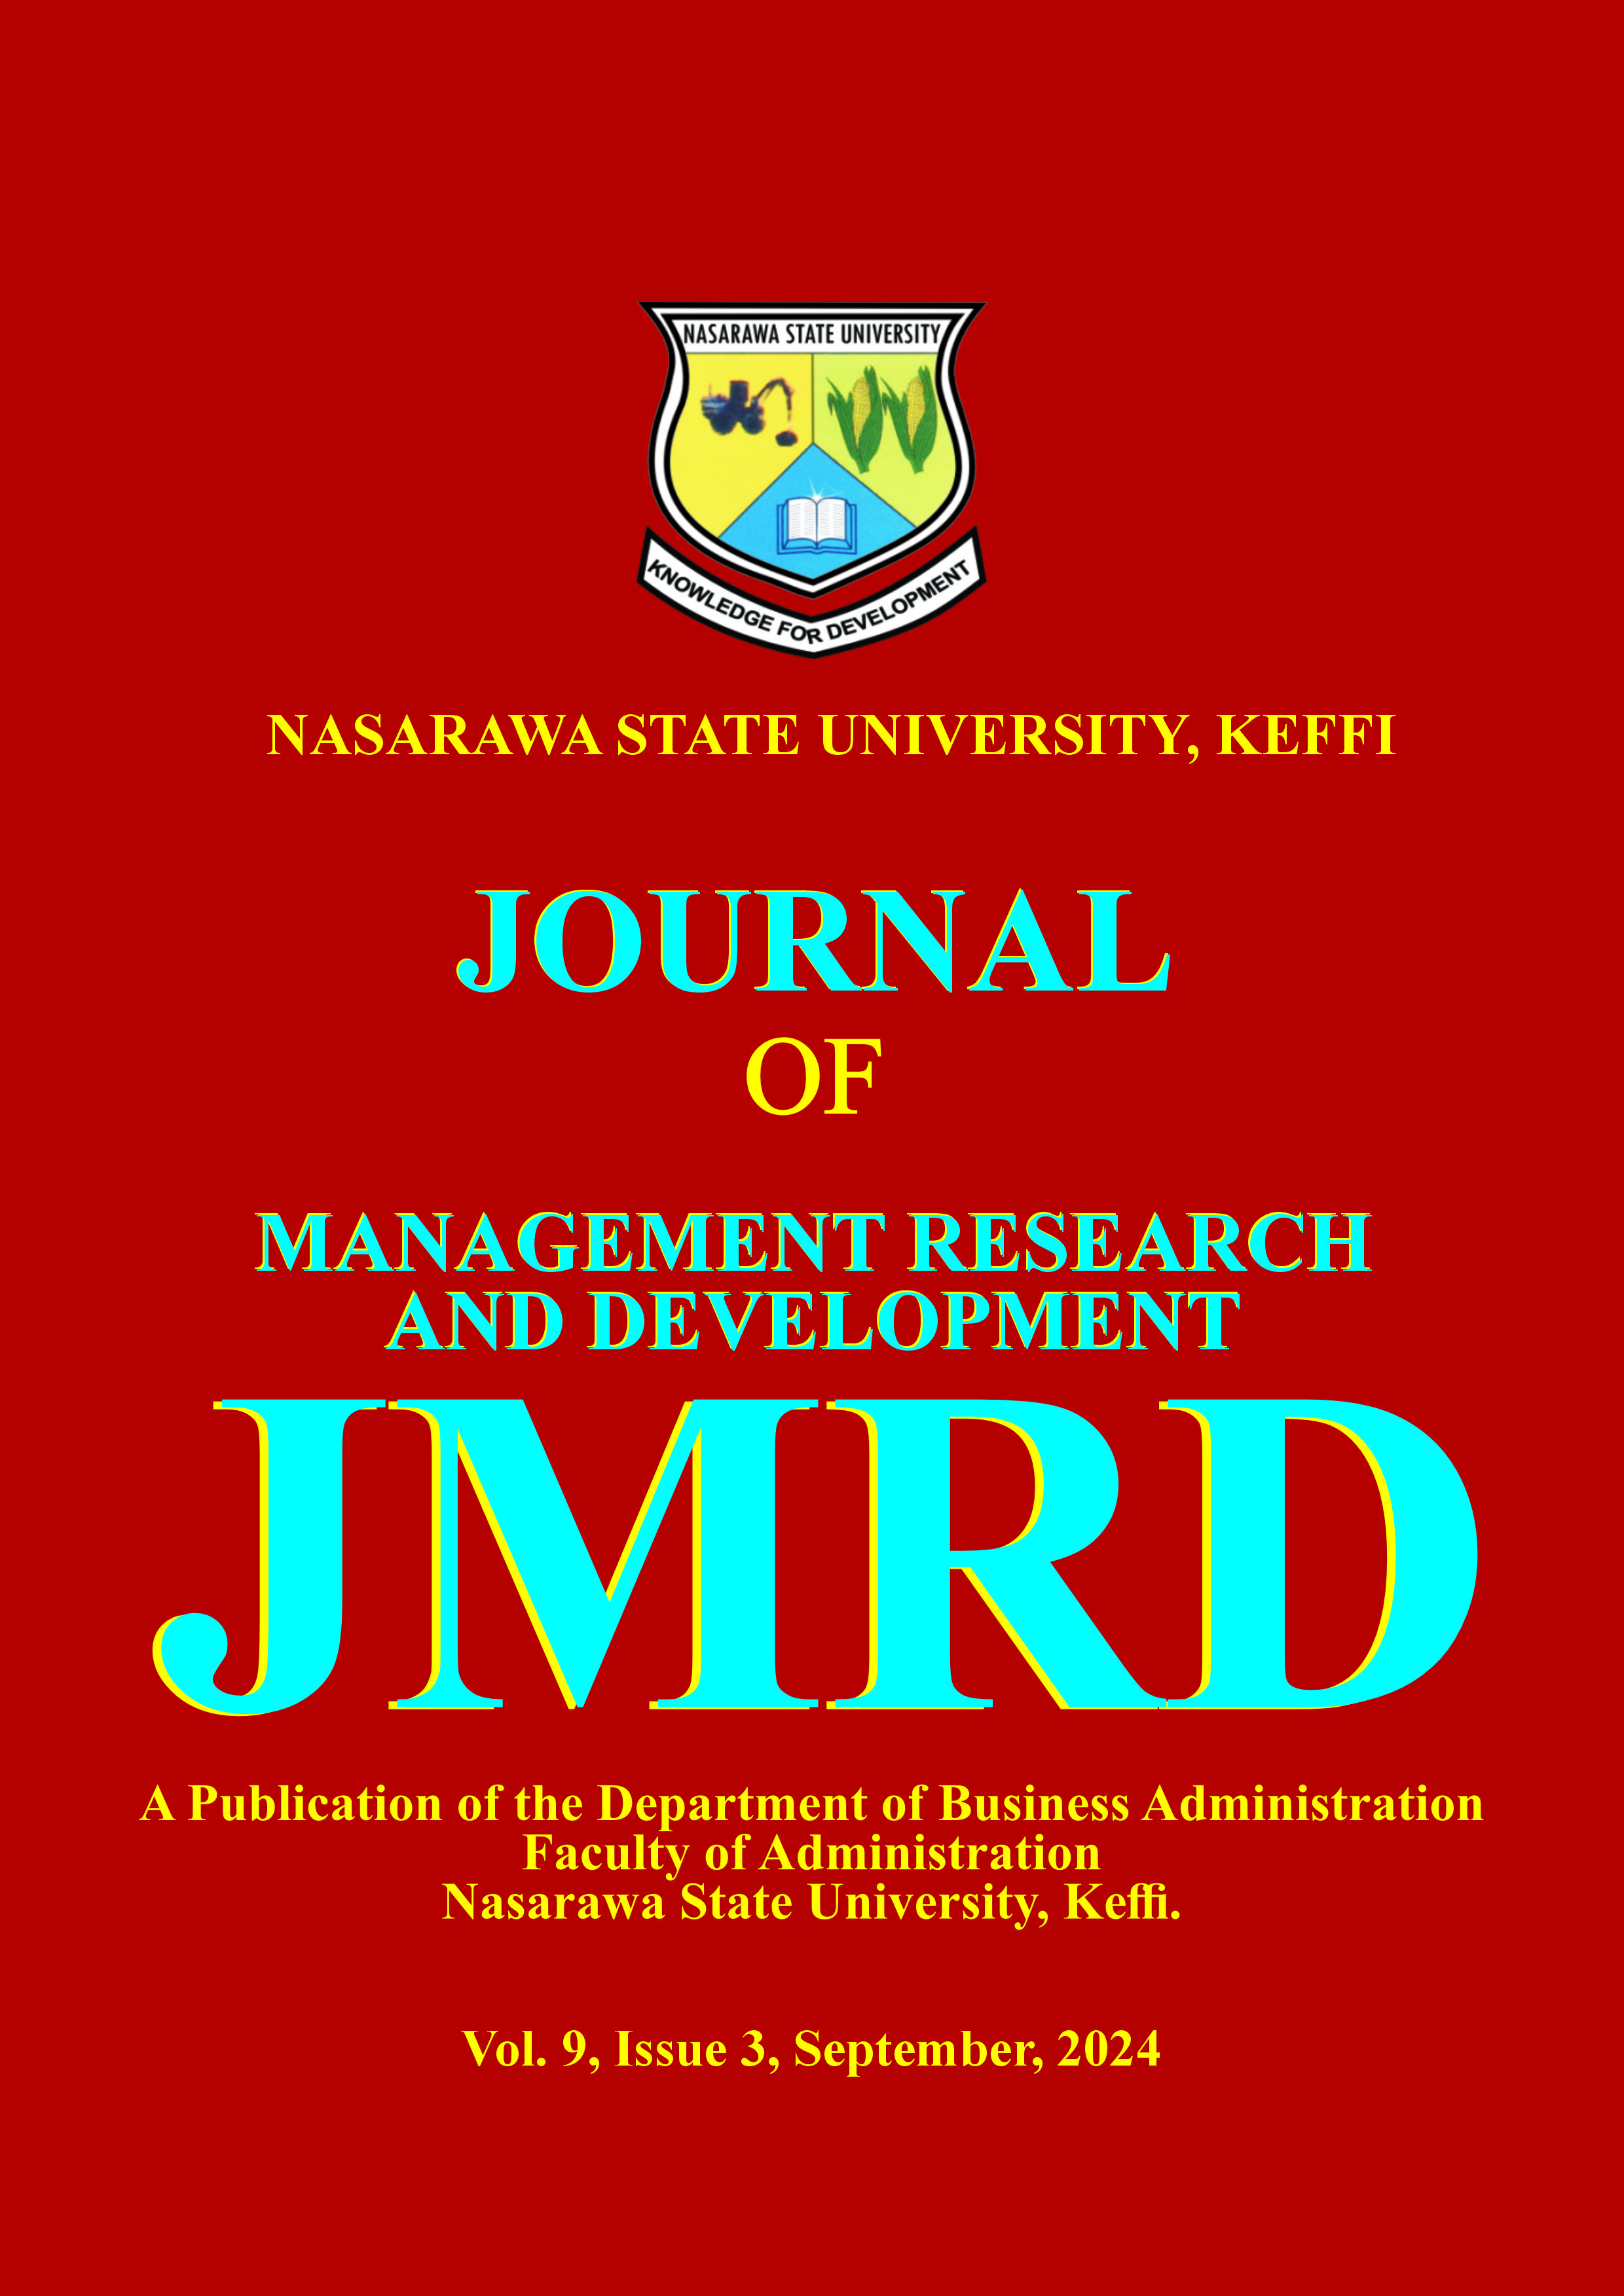 NASARAWA STATE UNIVERSITY
KNOWLEDGE FOR DEVELOPMENT
NASARAWA STATE UNIVERSITY, KEFFI
JOURNAL
OF
MANAGEMENT RESEARCH
AND DEVELOPMENT
JMRD
A Publication of the Department of Business Administration
Faculty of Administration
Nasarawa State University, Keffi.
Vol. 9, Issue 3, September, 2024